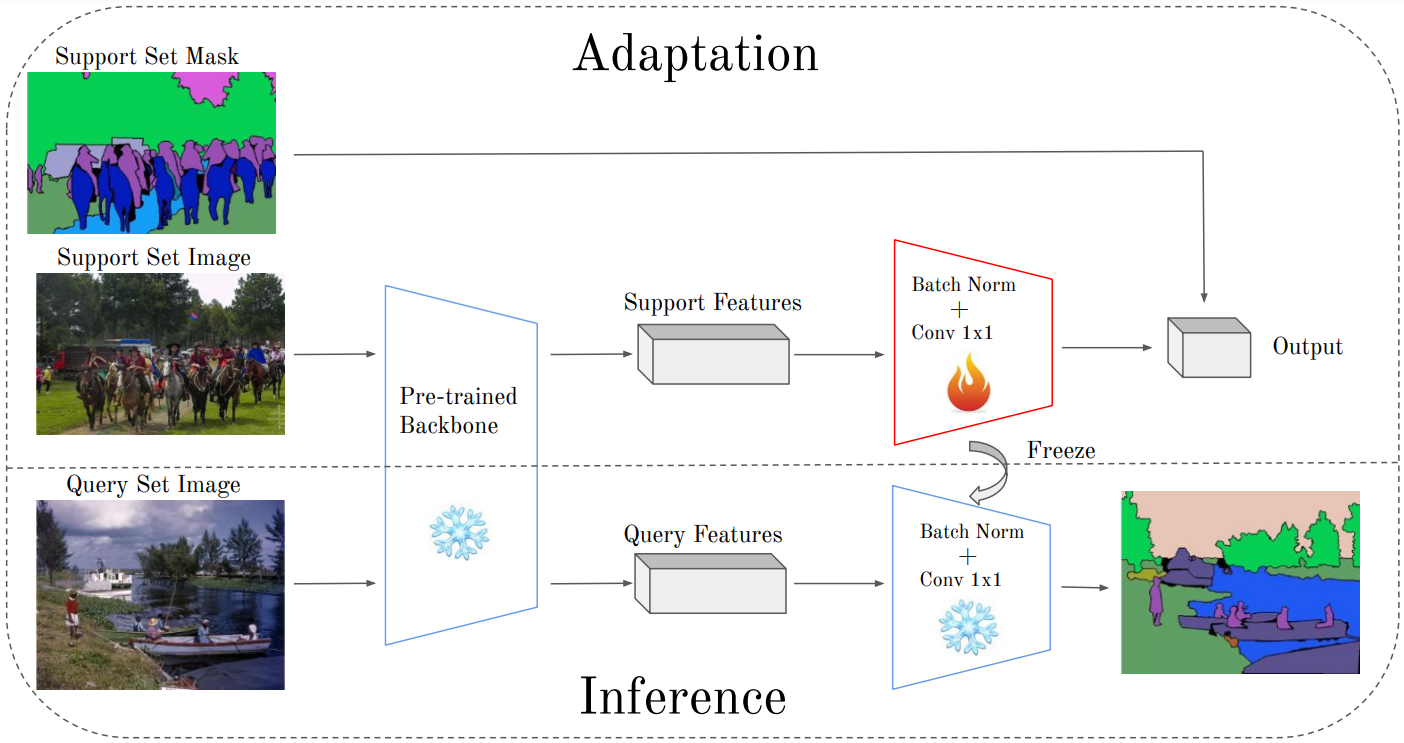 Adaptation
Support Set Mask
Support Set Image
Support Features
Batch Norm
+
Conv 1x1
Output
Pre-trained
Backbone
Freeze
Query Set Image
Query Features
Batch Norm
+
Conv 1x1
Inference